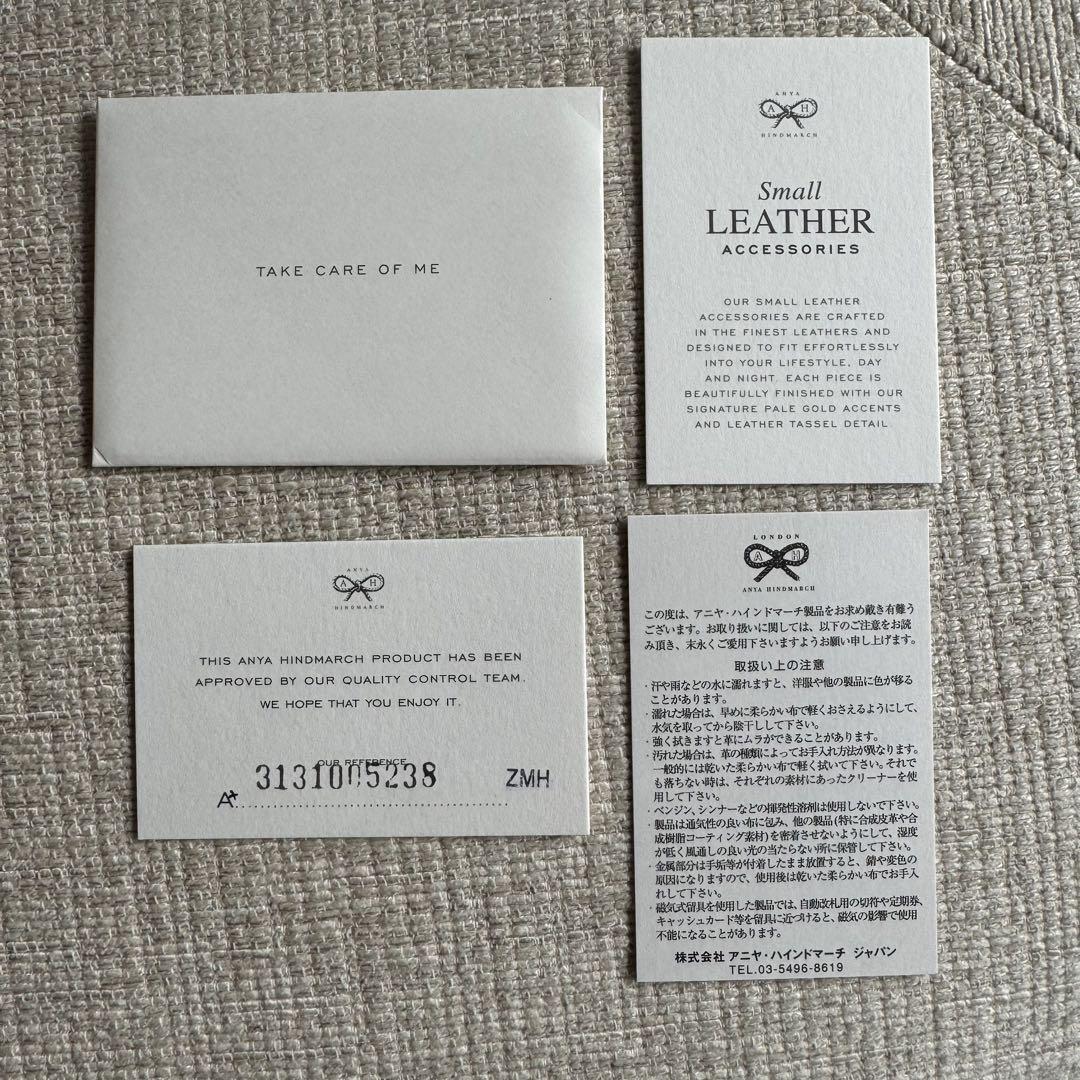 TAKE CARE OF ME
ANYA
A H
HINDMARCH
Small
LEATHER
ACCESSORIES
OUR SMALL LEATHER
ACCESSORIES ARE CRAFTED
IN THE FINEST LEATHERS AND
DESIGNED TO FIT EFFORTLESSLY
INTO YOUR LIFESTYLE, DAY
AND NIGHT. EACH PIECE IS
BEAUTIFULLY FINISHED WITH OUR
SIGNATURE PALE GOLD ACCENTS
AND LEATHER TASSEL DETAIL.
ANYA
A H
HINDMARCH
THIS ANYA HINDMARCH PRODUCT HAS BEEN
APPROVED BY OUR QUALITY CONTROL TEAM.
WE HOPE THAT YOU ENJOY IT.
OUR REFERENCE
3131005238 ZMH
A+
LONDON
A H
ANYA HINDMARCH
この度は、アニヤ・ハインドマーチ製品をお求め戴き有難う
ございます。お取り扱いに関しては、以下のご注意をお読
み頂き、末永くご愛用下さいますようお願い申し上げます。
取扱い上の注意
・汗や雨などの水に濡れますと、洋服や他の製品に色が移る
ことがあります。
・濡れた場合は、早めに柔らかい布で軽くおさえるようにして、
水気を取ってから陰干しして下さい。
・強く拭きますと革にムラができることがあります。
・汚れた場合は、革の種類によってお手入れ方法が異なります。
一般的には乾いた柔らかい布で軽く拭いて下さい。それで
も落ちない時は、それぞれの素材にあったクリーナーを使
用して下さい。
・ベンジン、シンナーなどの揮発性溶剤は使用しないで下さい。
・製品は通気性の良い布に包み、他の製品(特に合成皮革や合
成樹脂コーティング素材)を密着させないようにして、湿度
が低く風通しの良い光の当たらない所に保管して下さい。
・金属部分は手垢等が付着したまま放置すると、錆や変色の
原因になりますので、使用後は乾いた柔らかい布でお手入
れして下さい。
・磁気式留具を使用した製品では、自動改札用の切符や定期券、
キャッシュカード等を留具に近づけると、磁気の影響で使用
不能になることがあります。
株式会社 アニヤ・ハインドマーチ ジャパン
TEL.03-5496-8619